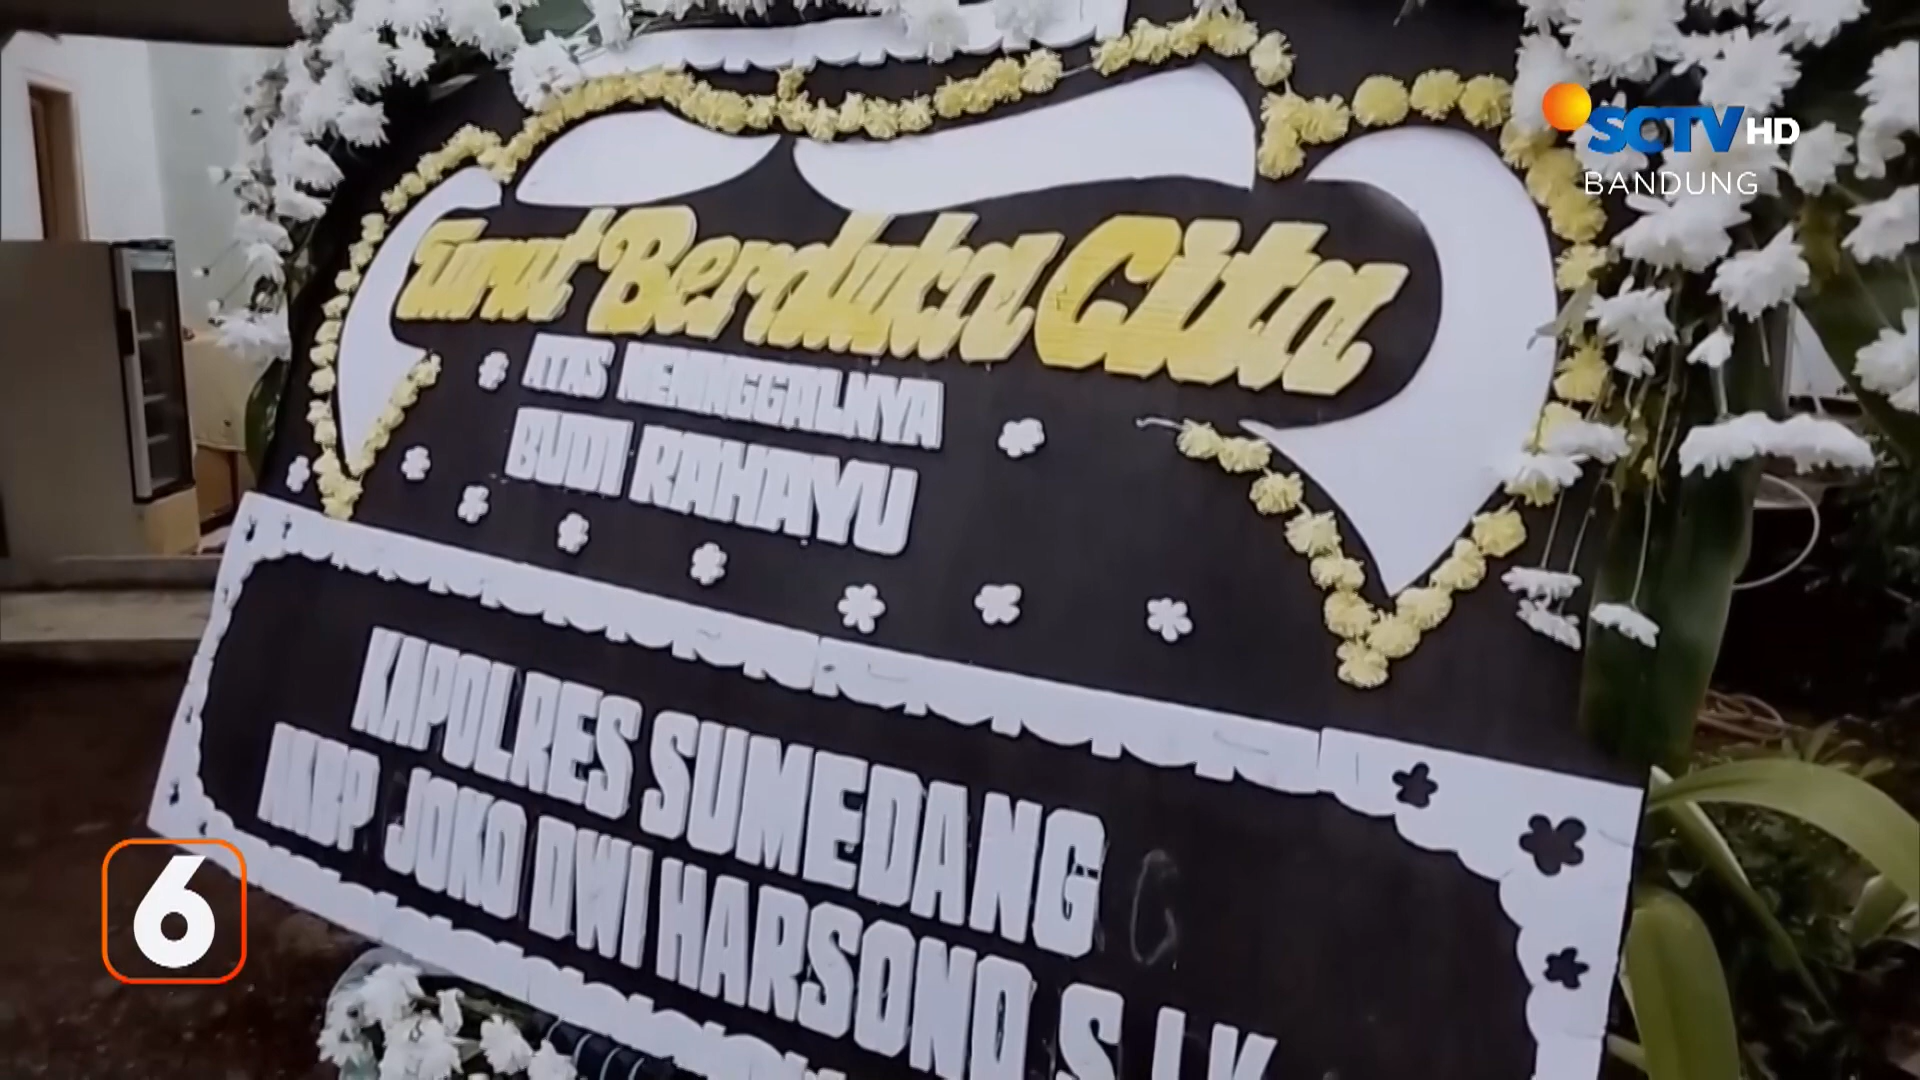 SCTV HD
BANDUNG
Turut Berduka Cita
ATAS MENINGGALNYA
BUDI RAHAYU
KAPOLRES SUMEDANG
AKBP JOKO DWI HARSONO S.I.K
6